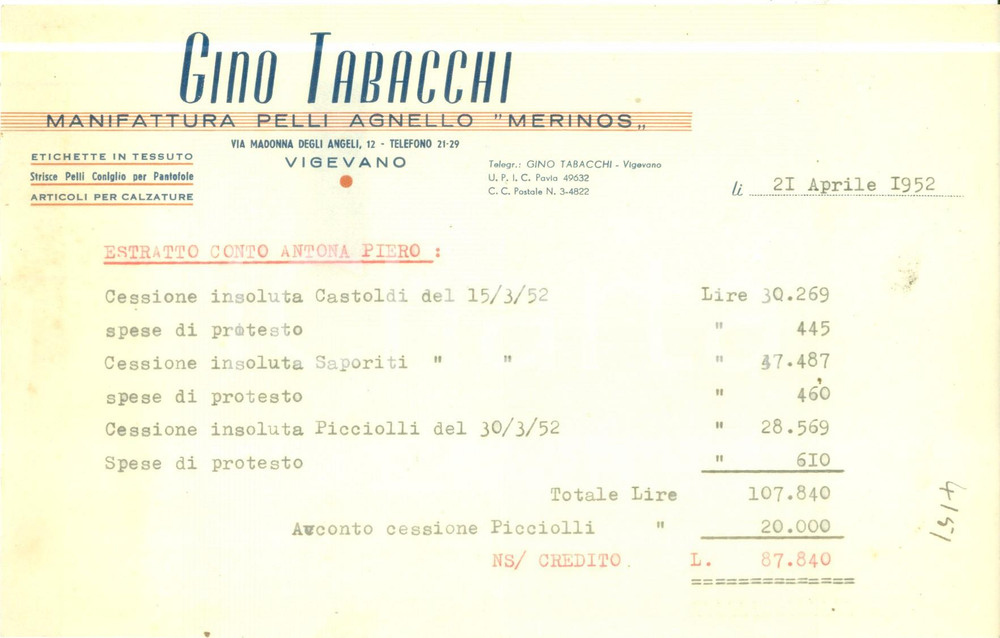 GINO TABACCHI
MANIFATTURA PELLI AGNELLO "MERINOS„
VIA MADONNA DEGLI ANGELI, 12 - TELEFONO 21-29
VIGEVANO
ETICHETTE IN TESSUTO
Strisce Pelli Coniglio per Pantofole
ARTICOLI PER CALZATURE
Telegr.: GINO TABACCHI - Vigevano
U. P. I. C. Pavia 49632
C. C. Postale N. 3-4822
li 2I Aprile I952
ESTRATTO CONTO ANTONA PIERO :
Cessione insoluta Castoldi del 15/3/52 Lire 30.269
spese di protesto " 445
Cessione insoluta Saporiti " " " 47.487
spese di protesto " 460
Cessione insoluta Picciolli del 30/3/52 " 28.569
Spese di protesto " 6I0
Totale Lire 107.840
Acconto cessione Picciolli " 20.000
NS/ CREDITO. L. 87.840
==============
4151